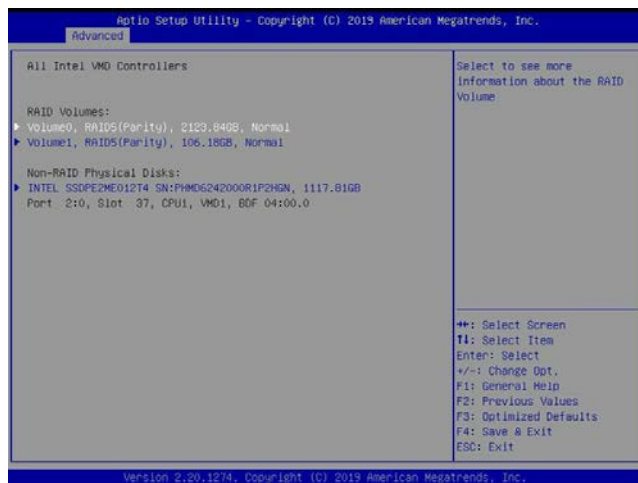 Aptio Setup Utility - Copyright (C) 2019 American Megatrends, Inc.
Advanced
All Intel VMD Controllers
RAID Volumes:
Volume0, RAID5(Parity), 2123.84GB, Normal
Volume1, RAID5(Parity), 106.18GB, Normal
Non-RAID Physical Disks:
INTEL SSDPE2ME012T4 SN:PHMD6242000R1P2HGN, 1117.81GB
Port 2:0, Slot 37, CPU1, VMD1, BDF 04:00.0
Select to see more
information about the RAID
Volume
→←: Select Screen
↑↓: Select Item
Enter: Select
+/-: Change Opt.
F1: General Help
F2: Previous Values
F3: Optimized Defaults
F4: Save & Exit
ESC: Exit
Version 2.20.1274. Copyright (C) 2019 American Megatrends, Inc.